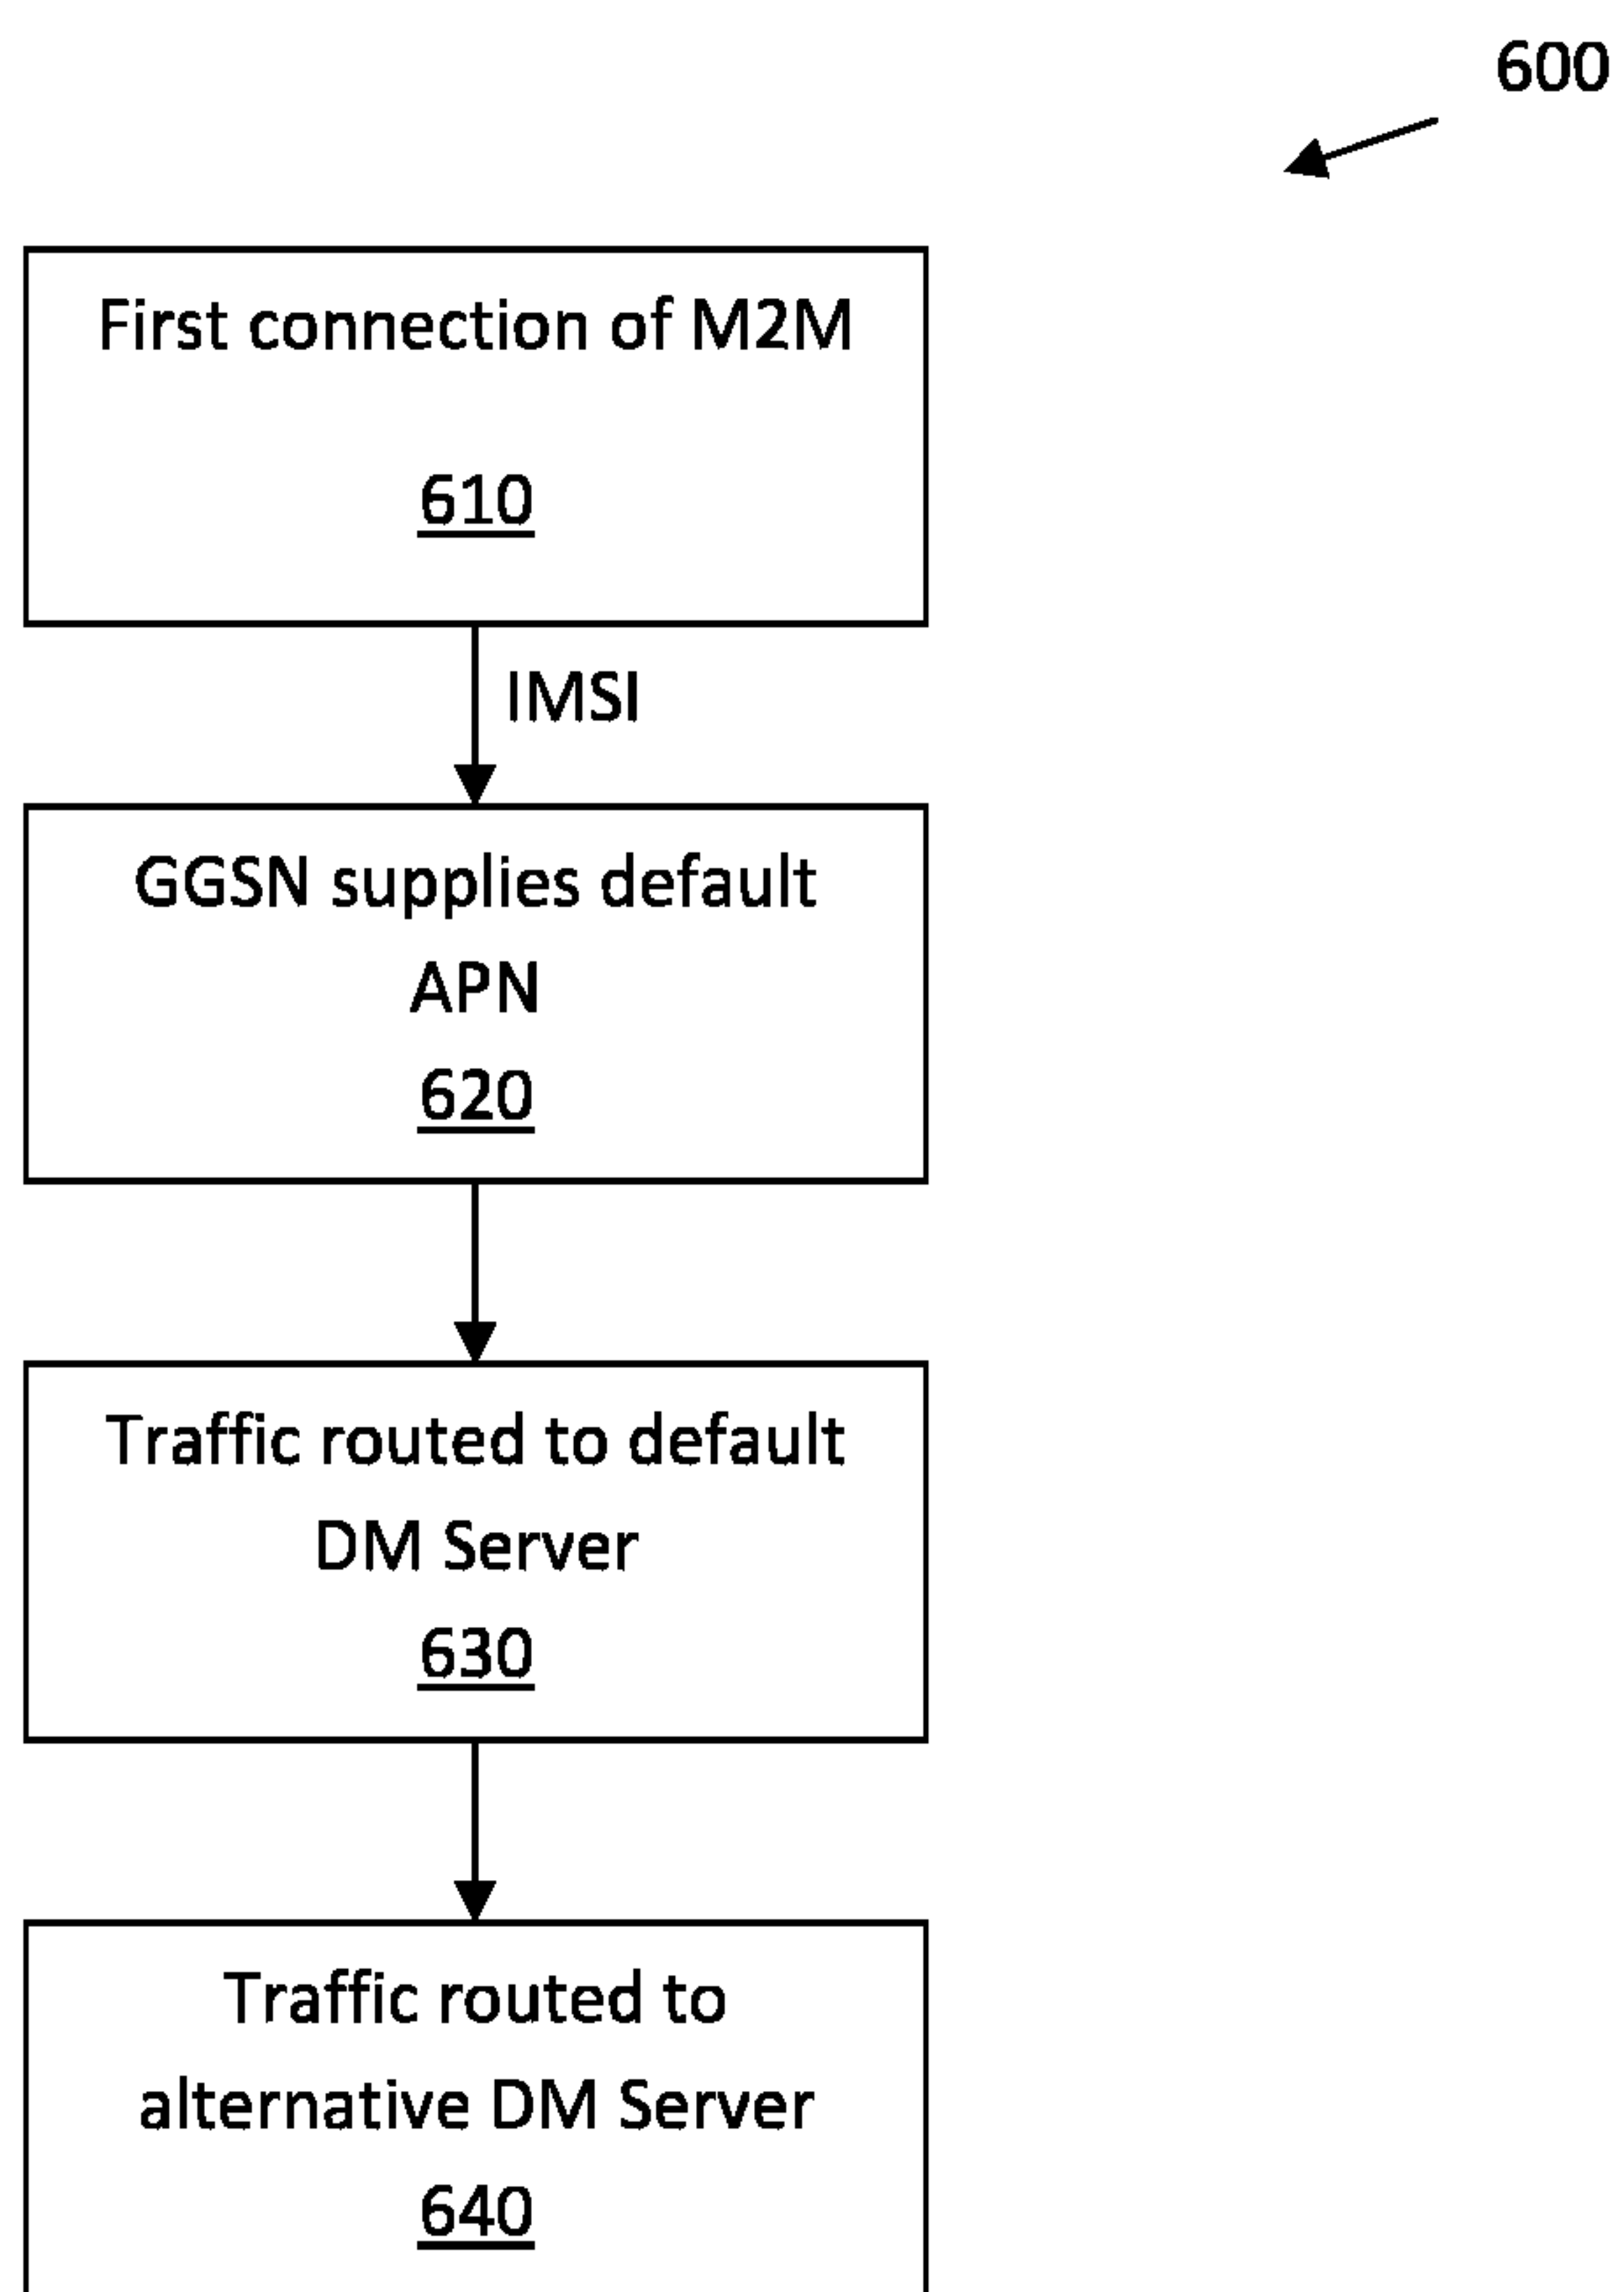 600
First connection of M2M
610
IMSI
GGSN supplies default
APN
620
Traffic routed to default
DM Server
630
Traffic routed to
alternative DM Server
640